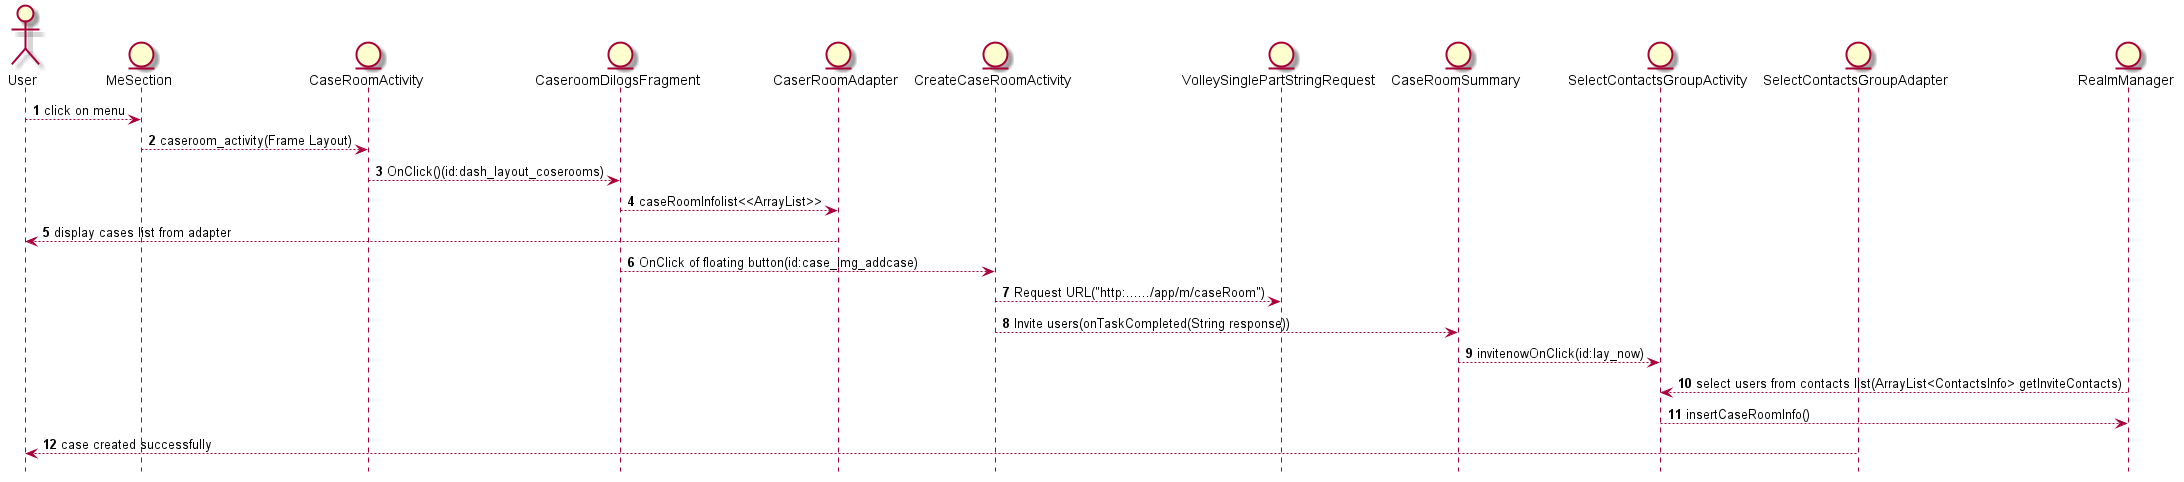 User
MeSection
CaseRoomActivity
CaseroomDilogsFragment
CaserRoomAdapter
CreateCaseRoomActivity
VolleySinglePartStringRequest
CaseRoomSummary
SelectContactsGroupActivity
SelectContactsGroupAdapter
RealmManager
1 click on menu
2 caseroom_activity(Frame Layout)
3 OnClick()(id:dash_layout_coserooms)
4 caseRoomInfolist<<ArrayList>>
5 display cases list from adapter
6 OnClick of floating button(id:case_img_addcase)
7 Request URL("http:....../app/m/caseRoom")
8 Invite users(onTaskCompleted(String response))
9 invitenowOnClick(id:lay_now)
10 select users from contacts list(ArrayList<ContactsInfo> getInviteContacts)
11 insertCaseRoomInfo()
12 case created successfully